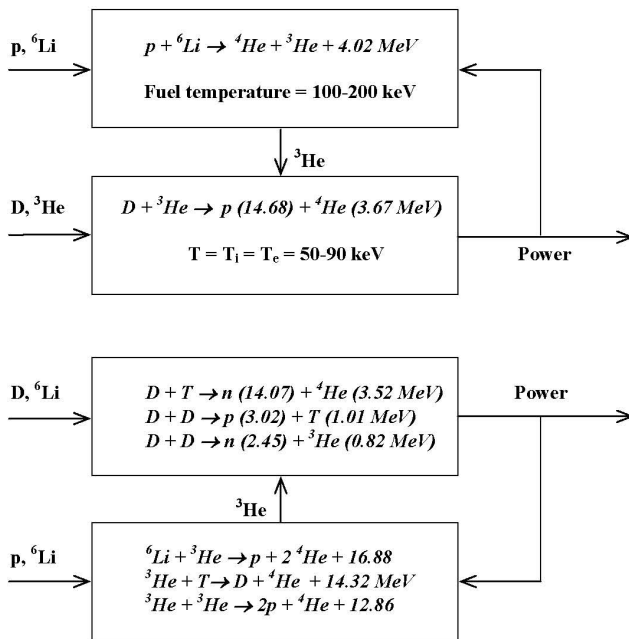 p, ⁶Li
p + ⁶Li → ⁴He + ³He + 4.02 MeV
Fuel temperature = 100-200 keV
³He
D, ³He
D + ³He → p (14.68) + ⁴He (3.67 MeV)
T = Tᵢ = Tₑ = 50-90 keV
Power
D, ⁶Li
D + T → n (14.07) + ⁴He (3.52 MeV)
D + D → p (3.02) + T (1.01 MeV)
D + D → n (2.45) + ³He (0.82 MeV)
Power
³He
p, ⁶Li
⁶Li + ³He → p + 2 ⁴He + 16.88
³He + T → D + ⁴He + 14.32 MeV
³He + ³He → 2p + ⁴He + 12.86